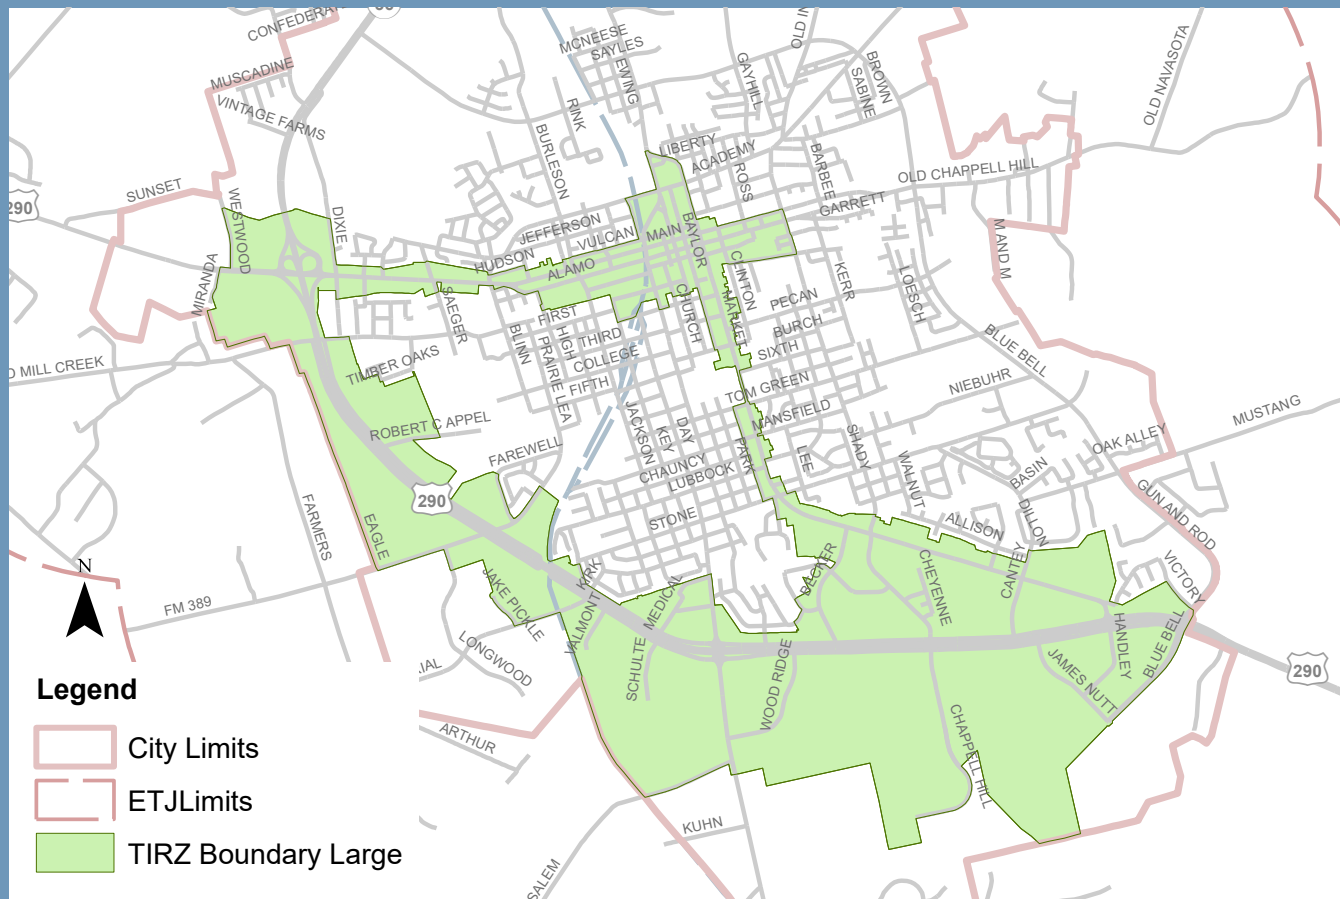 CONFEDERA
MCNEESE
SAYLES
EWING
OLD IN
BROWN
SABINE
GAYHILL
OLD NAVASOTA
MUSCADINE
VINTAGE FARMS
RINK
BURLESON
LIBERTY
ACADEMY
ROSS
BARBEE
OLD CHAPPELL HILL
GARRETT
SUNSET
290
WESTWOOD
DIXIE
JEFFERSON
VULCAN
MAIN
BAYLOR
HUDSON
ALAMO
CLINTON
KERR
LOESCH
M AND M
MIRANDA
SAEGER
FIRST
CHURCH
MARKET
PECAN
BURCH
SIXTH
BLINN
PRAIRIE LEA
HIGH
THIRD
COLLEGE
FIFTH
BLUE BELL
D MILL CREEK
TIMBER OAKS
TOM GREEN
NIEBUHR
MUSTANG
ROBERT C APPEL
JACKSON
KEY
DAY
MANSFIELD
PARK
LEE
SHADY
WALNUT
OAK ALLEY
FAREWELL
CHAUNCY
LUBBOCK
BASIN
GUN AND ROD
290
FARMERS
EAGLE
STONE
ALLISON
DILLON
N
KIRK
MEDICAL
BECKER
CHEYENNE
CANTEY
VICTORY
FM 389
JAKE PICKLE
VALMONT
HANDLEY
BLUE BELL
RIAL
LONGWOOD
SCHULTE
WOOD RIDGE
JAMES NUTT
290
ARTHUR
CHAPPELL HILL
KUHN
SALEM
Legend
City Limits
ETJLimits
TIRZ Boundary Large